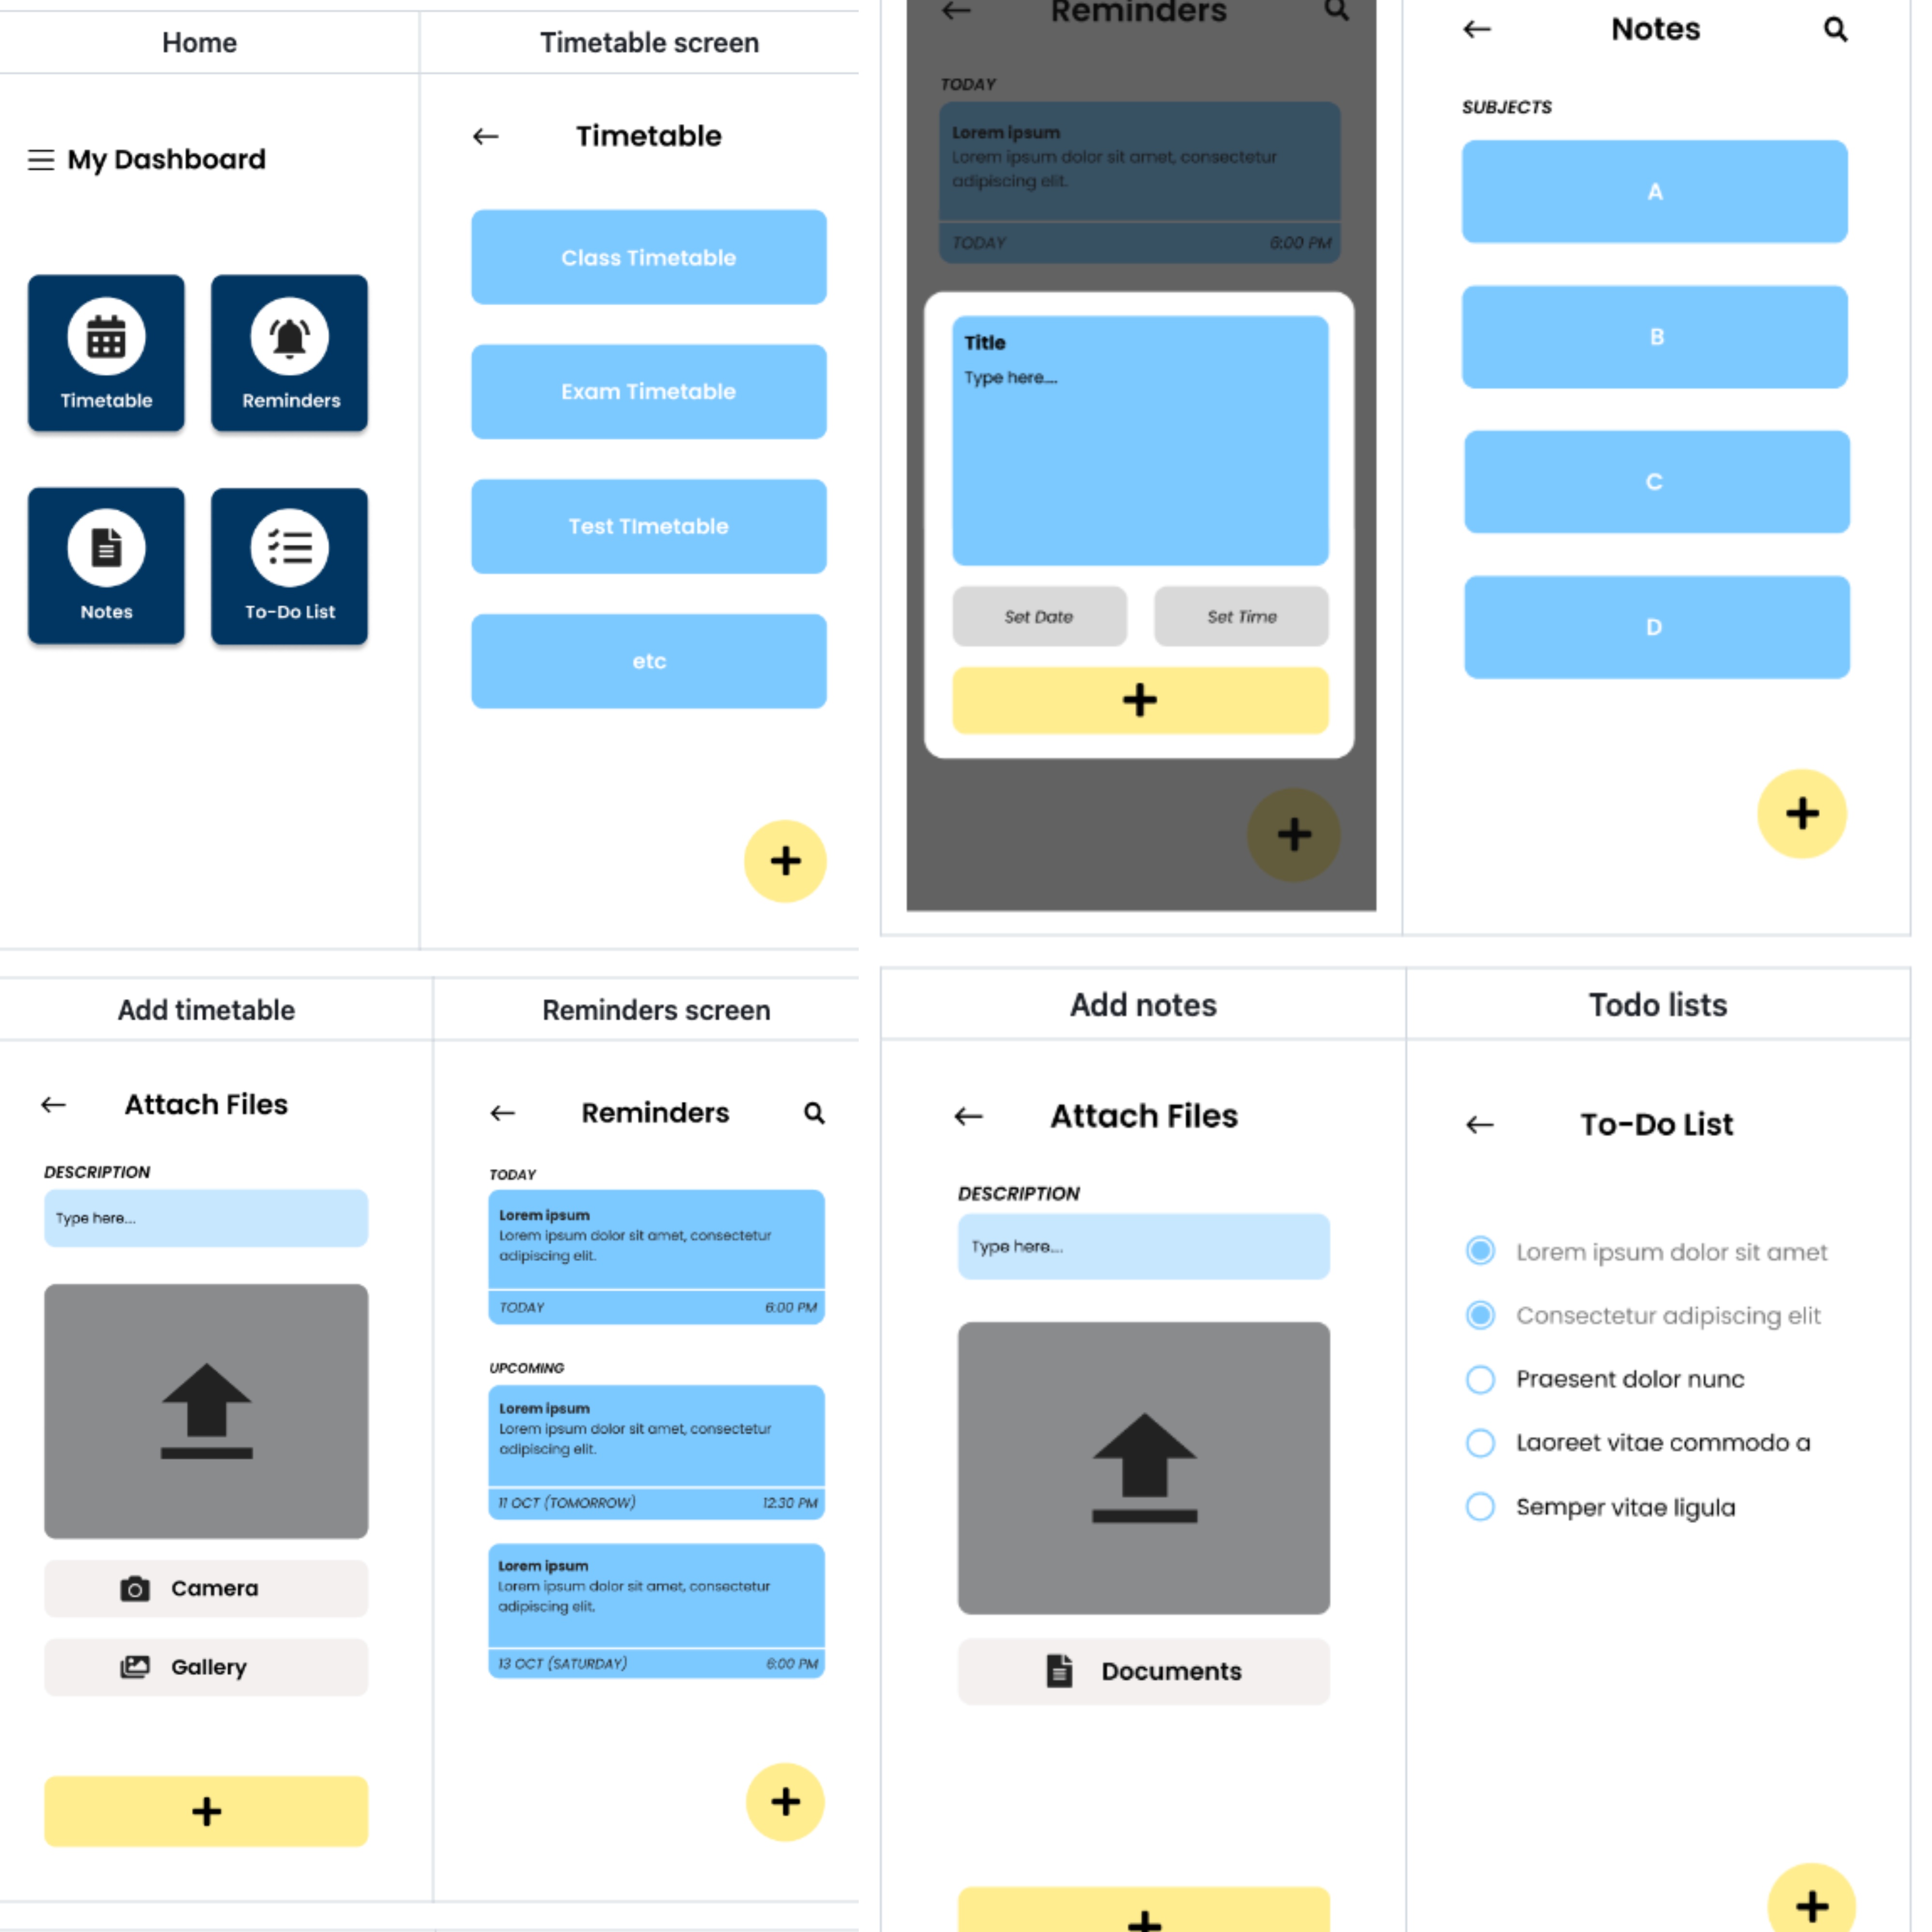 Home
Timetable screen
My Dashboard
Timetable
Reminders
Notes
To-Do List
Timetable
Class Timetable
Exam Timetable
Test TImetable
etc
Reminders
TODAY
Lorem ipsum
Lorem ipsum dolor sit amet, consectetur
adipiscing elit.
TODAY 6:00 PM
Title
Type here....
Set Date
Set Time
Notes
SUBJECTS
A
B
C
D
Add timetable
Reminders screen
Attach Files
DESCRIPTION
Type here...
Camera
Gallery
Reminders
TODAY
Lorem ipsum
Lorem ipsum dolor sit amet, consectetur
adipiscing elit.
TODAY 6:00 PM
UPCOMING
Lorem ipsum
Lorem ipsum dolor sit amet, consectetur
adipiscing elit.
11 OCT (TOMORROW) 12:30 PM
Lorem ipsum
Lorem ipsum dolor sit amet, consectetur
adipiscing elit.
13 OCT (SATURDAY) 6:00 PM
Add notes
Todo lists
Attach Files
DESCRIPTION
Type here....
Documents
To-Do List
Lorem ipsum dolor sit amet
Consectetur adipiscing elit
Praesent dolor nunc
Laoreet vitae commodo a
Semper vitae ligula